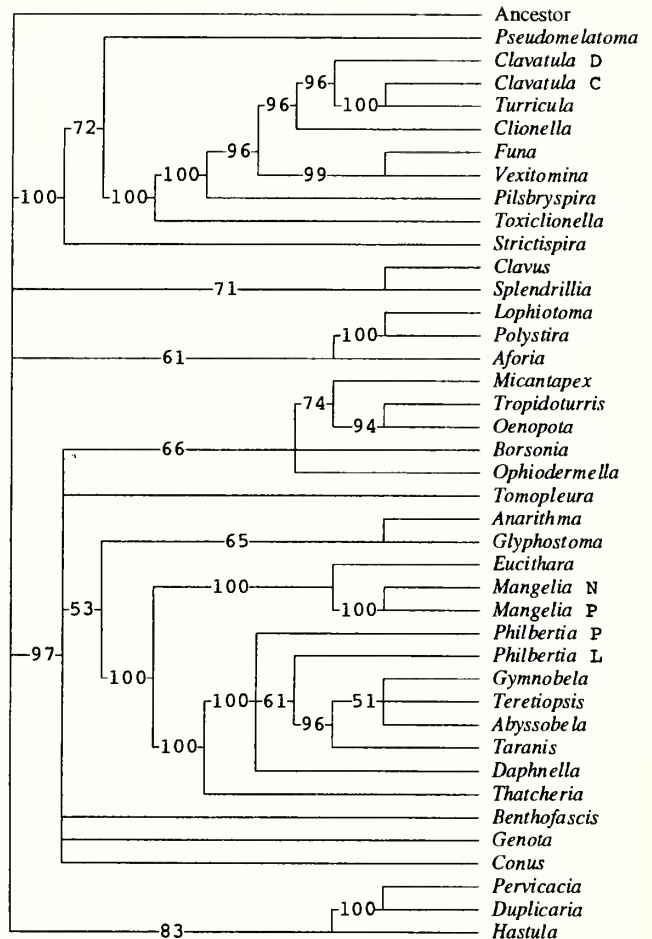 Ancestor
Pseudomelatoma
Clavatula D
96
Clavatula C
96
100
Turricula
72
Clionella
96
Funa
100
99
Vexitomina
100
100
Pilsbryspira
Toxiclionella
Strictispira
Clavus
71
Splendrillia
Lophiotoma
100
Polystira
61
Aforia
Micantapex
74
Tropidoturris
94
Oenopota
66
Borsonia
Ophiodermella
Tomopleura
Anarithma
65
Glyphostoma
Eucithara
100
Mangelia N
53
100
Mangelia P
Philbertia P
97
Philbertia L
100
Gymnobela
100
61
51
Teretiopsis
96
Abyssobela
100
Taranis
Daphnella
Thatcheria
Benthofascis
Genota
Conus
Pervicacia
100
Duplicaria
83
Hastula